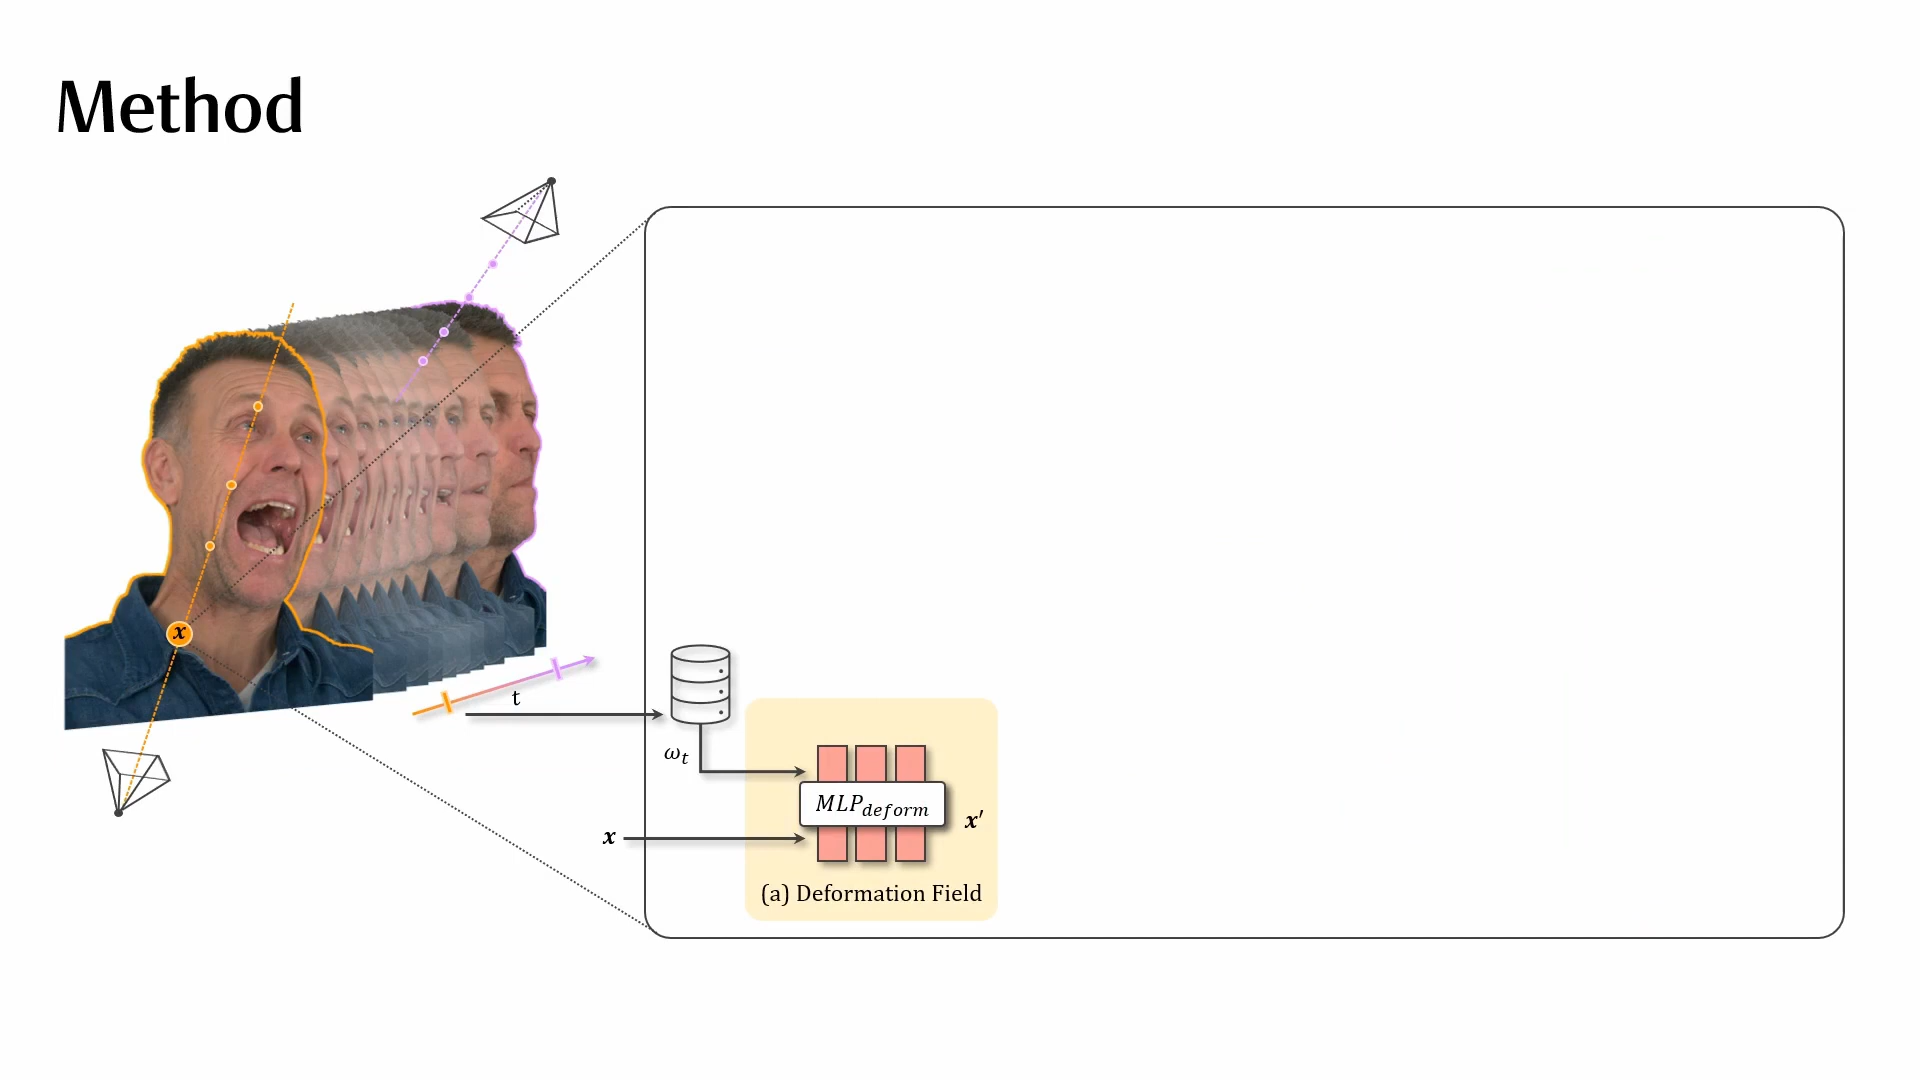 Method
x
t
ω_t
MLP_deform
x
x′
(a) Deformation Field